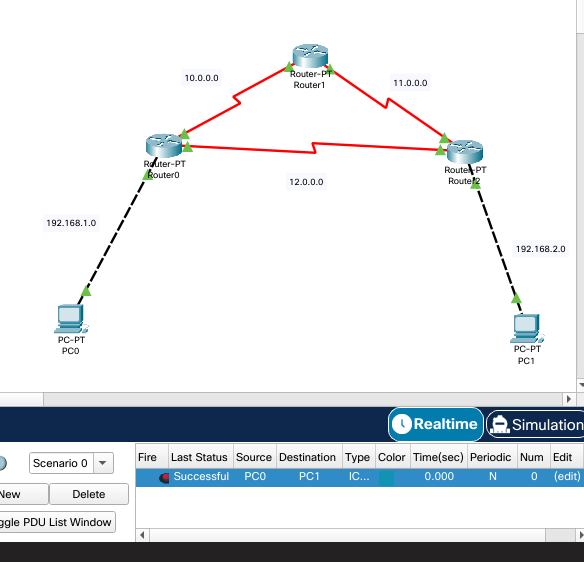 Router-PT
Router1
10.0.0.0
11.0.0.0
Router-PT
Router0
Router-PT
Router2
12.0.0.0
192.168.1.0
192.168.2.0
PC-PT
PC0
PC-PT
PC1
Realtime
Simulation
Scenario 0
New
Delete
ggle PDU List Window
Fire Last Status Source Destination Type Color Time(sec) Periodic Num Edit
Successful PC0 PC1 IC... 0.000 N 0 (edit)